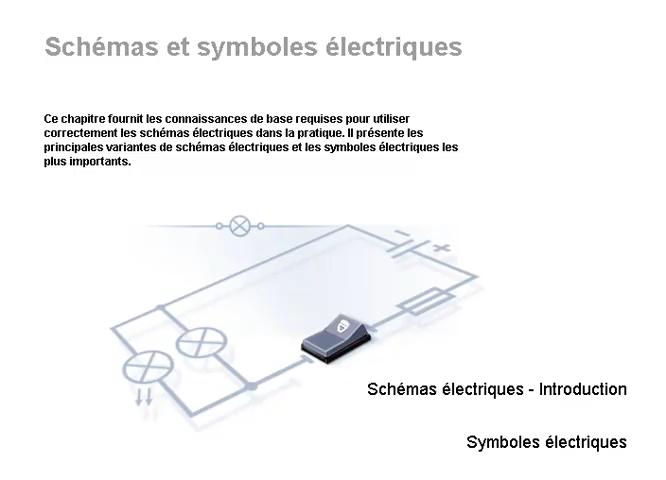 Schémas et symboles électriques
Ce chapitre fournit les connaissances de base requises pour utiliser
correctement les schémas électriques dans la pratique. Il présente les
principales variantes de schémas électriques et les symboles électriques les
plus importants.
Schémas électriques - Introduction
Symboles électriques